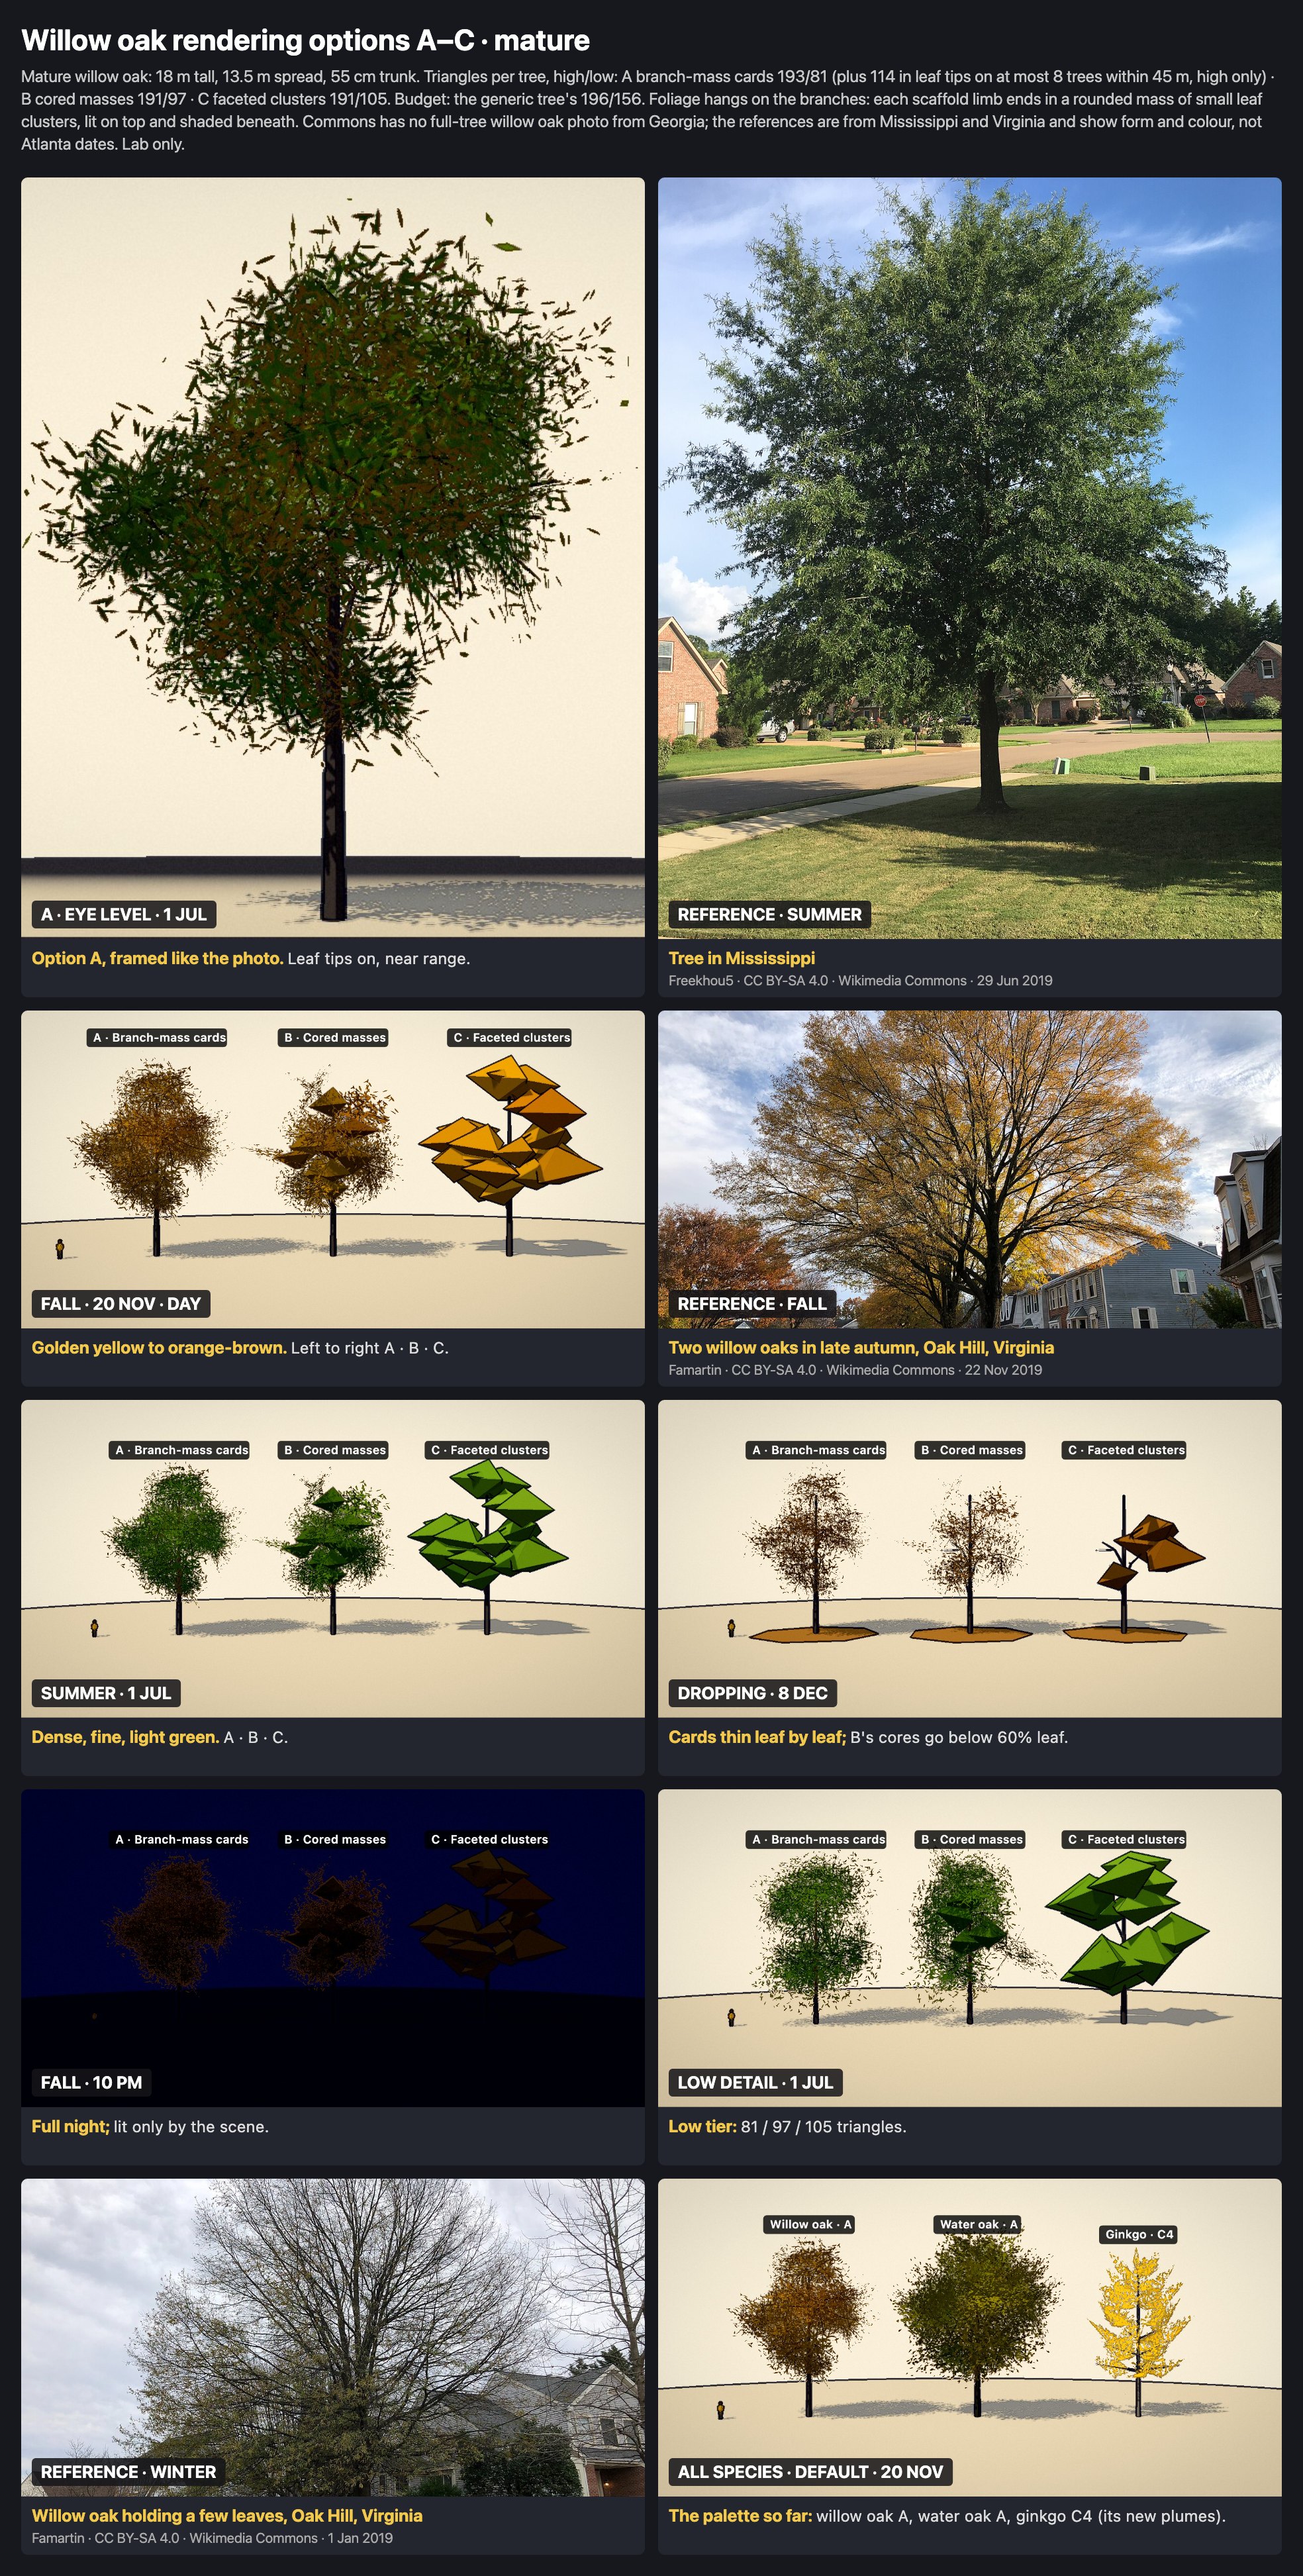 Willow oak rendering options A–C · mature
Mature willow oak: 18 m tall, 13.5 m spread, 55 cm trunk. Triangles per tree, high/low: A branch-mass cards 193/81 (plus 114 in leaf tips on at most 8 trees within 45 m, high only) ·
B cored masses 191/97 · C faceted clusters 191/105. Budget: the generic tree's 196/156. Foliage hangs on the branches: each scaffold limb ends in a rounded mass of small leaf
clusters, lit on top and shaded beneath. Commons has no full-tree willow oak photo from Georgia; the references are from Mississippi and Virginia and show form and colour, not
Atlanta dates. Lab only.
A · EYE LEVEL · 1 JUL
Option A, framed like the photo. Leaf tips on, near range.
REFERENCE · SUMMER
Tree in Mississippi
Freekhou5 · CC BY-SA 4.0 · Wikimedia Commons · 29 Jun 2019
A · Branch-mass cards
B · Cored masses
C · Faceted clusters
FALL · 20 NOV · DAY
Golden yellow to orange-brown. Left to right A · B · C.
REFERENCE · FALL
Two willow oaks in late autumn, Oak Hill, Virginia
Famartin · CC BY-SA 4.0 · Wikimedia Commons · 22 Nov 2019
A · Branch-mass cards
B · Cored masses
C · Faceted clusters
SUMMER · 1 JUL
Dense, fine, light green. A · B · C.
A · Branch-mass cards
B · Cored masses
C · Faceted clusters
DROPPING · 8 DEC
Cards thin leaf by leaf; B's cores go below 60% leaf.
A · Branch-mass cards
B · Cored masses
C · Faceted clusters
FALL · 10 PM
Full night; lit only by the scene.
A · Branch-mass cards
B · Cored masses
C · Faceted clusters
LOW DETAIL · 1 JUL
Low tier: 81 / 97 / 105 triangles.
REFERENCE · WINTER
Willow oak holding a few leaves, Oak Hill, Virginia
Famartin · CC BY-SA 4.0 · Wikimedia Commons · 1 Jan 2019
Willow oak · A
Water oak · A
Ginkgo · C4
ALL SPECIES · DEFAULT · 20 NOV
The palette so far: willow oak A, water oak A, ginkgo C4 (its new plumes).